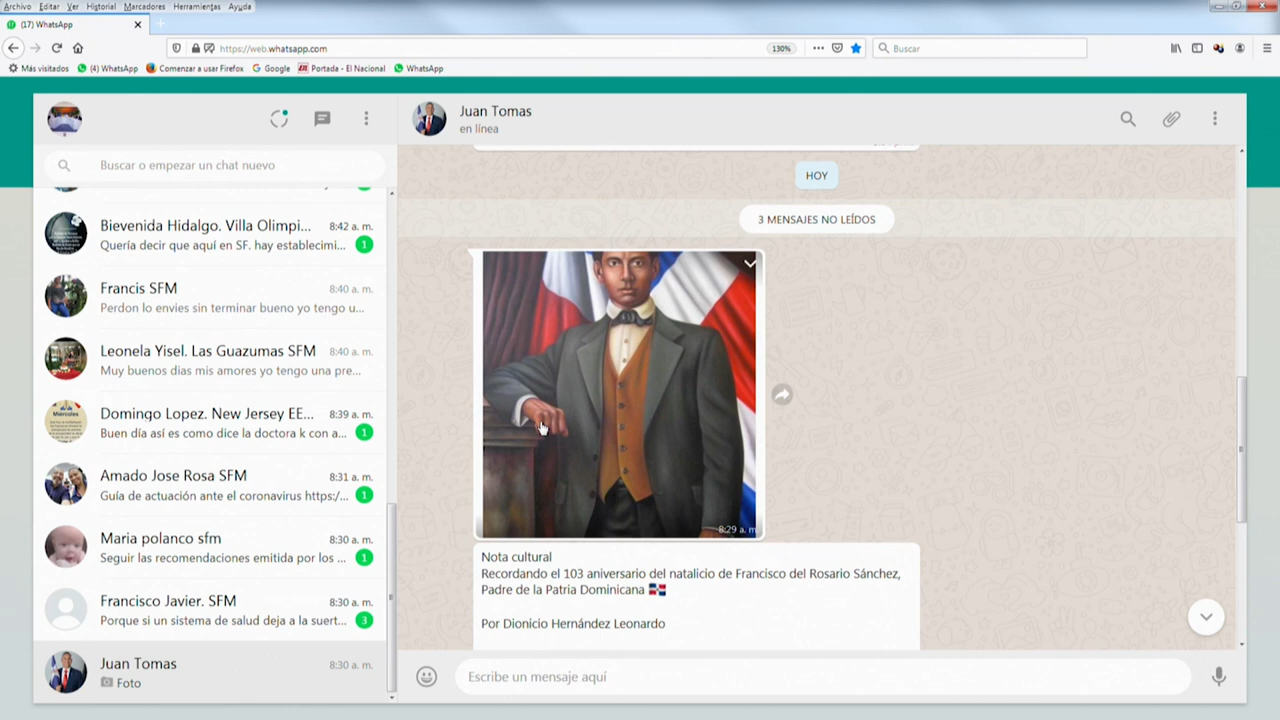 Archivo Editar Ver Historial Marcadores Herramientas Ayuda
(17) WhatsApp
https://web.whatsapp.com
130%
Buscar
Más visitados (4) WhatsApp Comenzar a usar Firefox Google Portada - El Nacional WhatsApp
Juan Tomas
en línea
Buscar o empezar un chat nuevo
HOY
3 MENSAJES NO LEÍDOS
Bievenida Hidalgo. Villa Olimpi... 8:42 a. m.
Quería decir que aquí en SF. hay establecimi... 1
Francis SFM 8:40 a. m.
Perdon lo envies sin terminar bueno yo tengo u...
Leonela Yisel. Las Guazumas SFM 8:40 a. m.
Muy buenos dias mis amores yo tengo una pre...
Domingo Lopez. New Jersey EE... 8:39 a. m.
Buen día así es como dice la doctora k con a... 1
Amado Jose Rosa SFM 8:31 a. m.
Guía de actuación ante el coronavirus https:/... 1
Maria polanco sfm 8:30 a. m.
Seguir las recomendaciones emitida por los ... 1
Francisco Javier. SFM 8:30 a. m.
Porque si un sistema de salud deja a la suert... 3
Juan Tomas 8:30 a. m.
Foto
8:29 a. m
Nota cultural
Recordando el 103 aniversario del natalicio de Francisco del Rosario Sánchez,
Padre de la Patria Dominicana 🇩🇴
Por Dionicio Hernández Leonardo
Escribe un mensaje aquí